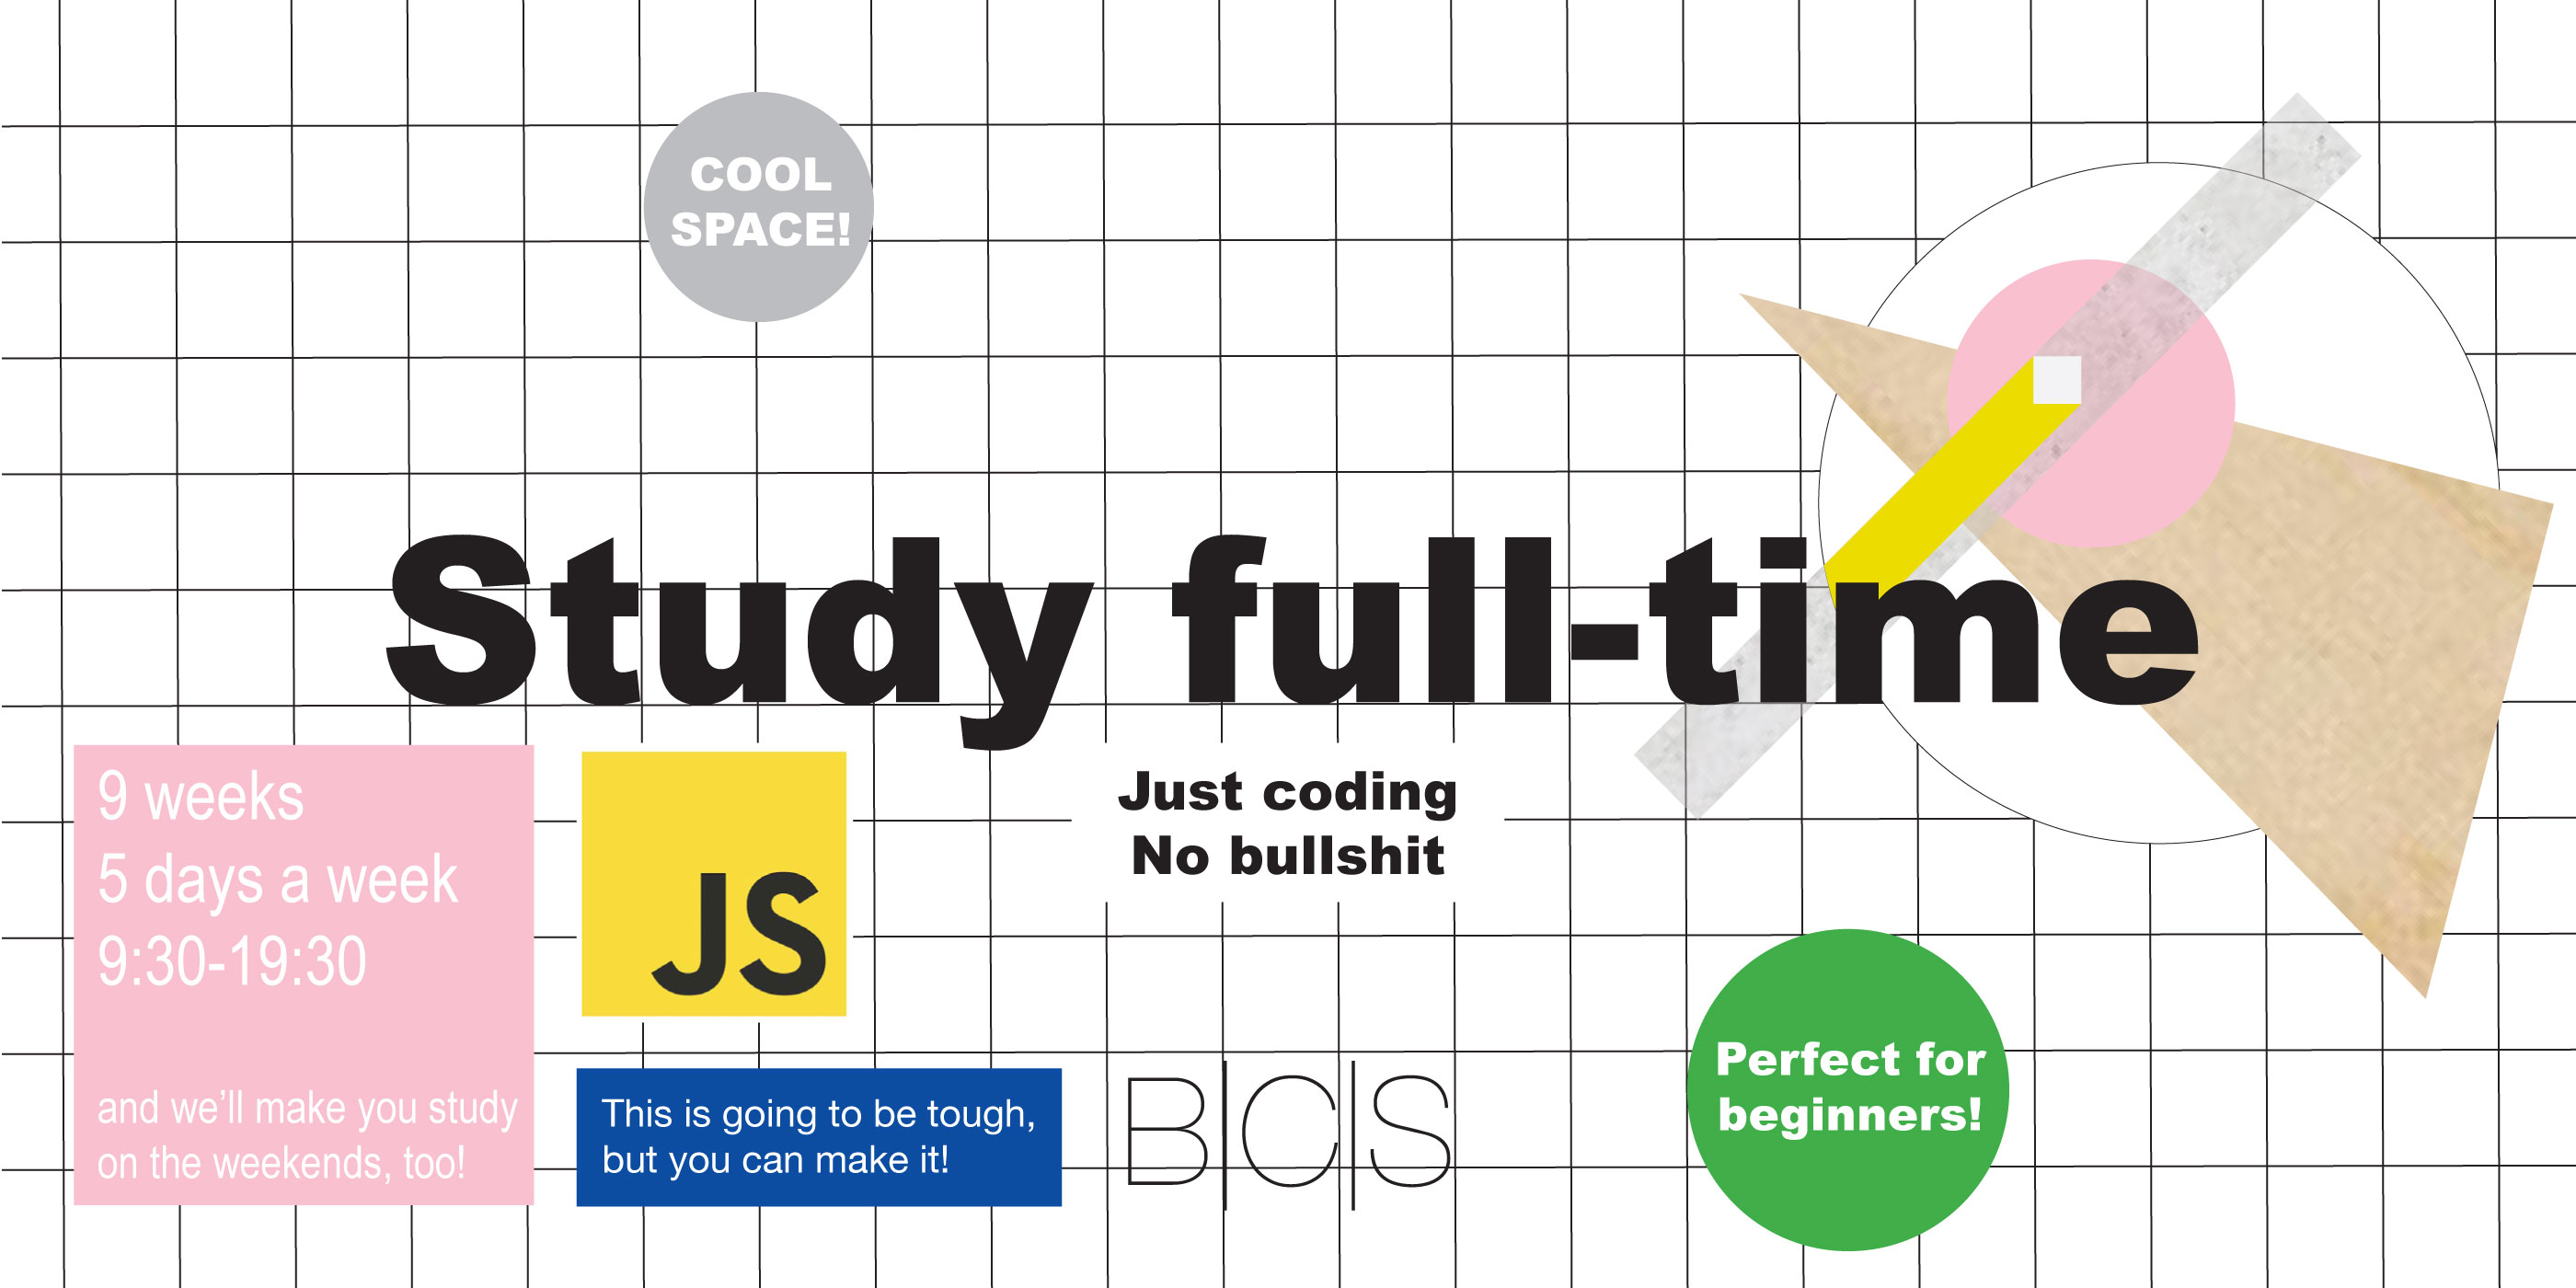 COOL
SPACE!
Study full-time
9 weeks
5 days a week
9:30-19:30
and we'll make you study
on the weekends, too!
JS
Just coding
No bullshit
This is going to be tough,
but you can make it!
B|C|S
Perfect for
beginners!